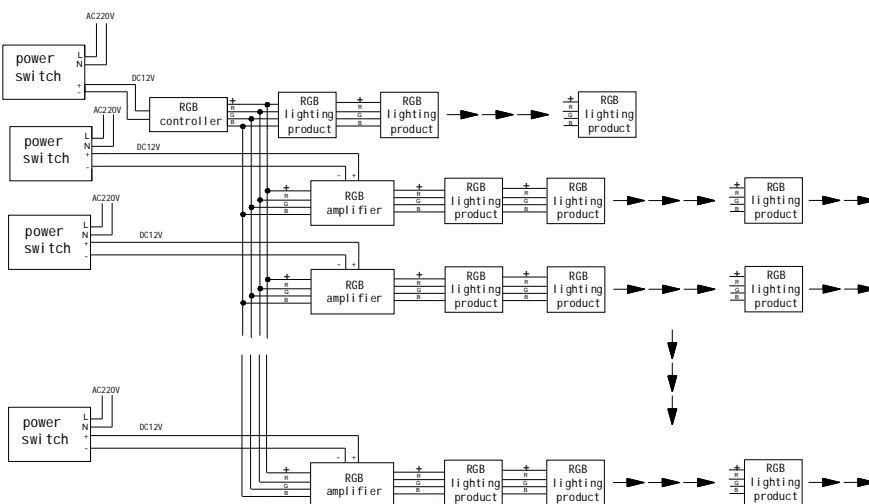 AC220V
power
switch
L
N
+
-
DC12V
RGB
controller
+
R
G
B
RGB
lighting
product
+
R
G
B
RGB
lighting
product
+
R
G
B
RGB
lighting
product
AC220V
power
switch
L
N
+
-
DC12V
- +
+
R
G
B
RGB
amplifier
+
R
G
B
RGB
lighting
product
+
R
G
B
RGB
lighting
product
+
R
G
B
RGB
lighting
product
AC220V
power
switch
L
N
+
-
DC12V
- +
+
R
G
B
RGB
amplifier
+
R
G
B
RGB
lighting
product
+
R
G
B
RGB
lighting
product
+
R
G
B
RGB
lighting
product
AC220V
power
switch
L
N
+
-
DC12V
- +
+
R
G
B
RGB
amplifier
+
R
G
B
RGB
lighting
product
+
R
G
B
RGB
lighting
product
+
R
G
B
RGB
lighting
product